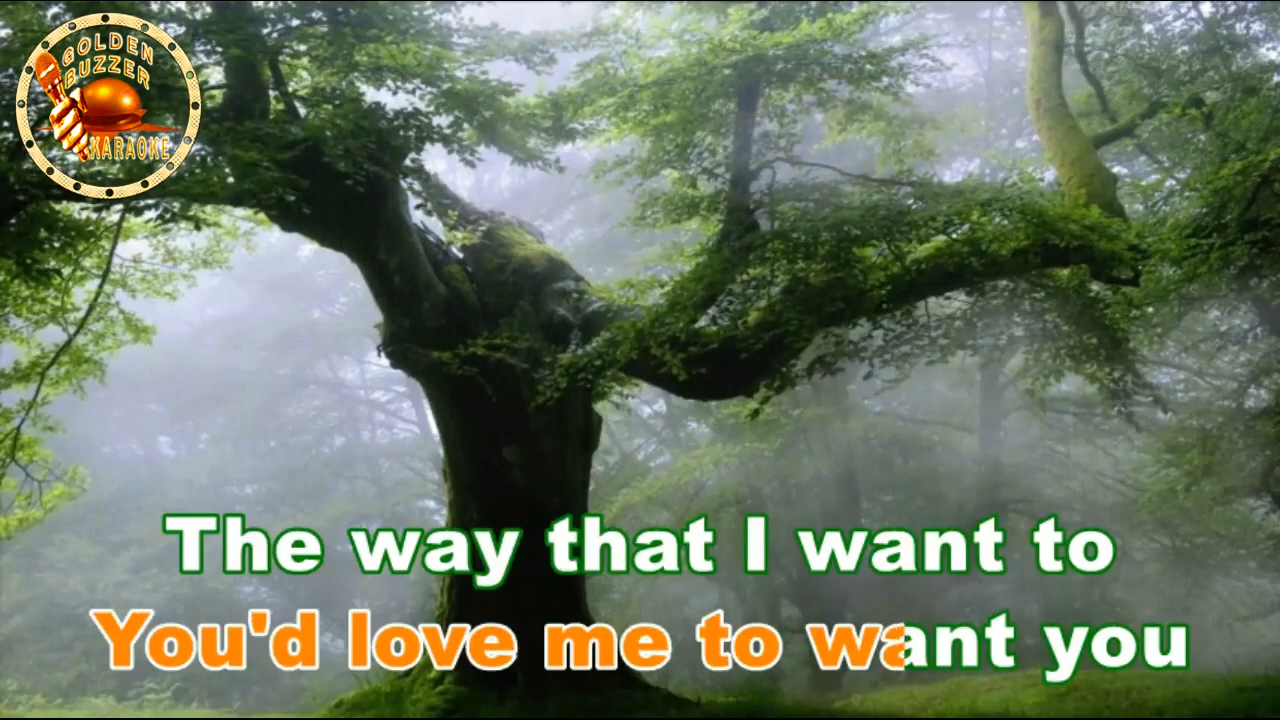 GOLDEN
BUZZER
KARAOKE
The way that I want to
You'd love me to want you